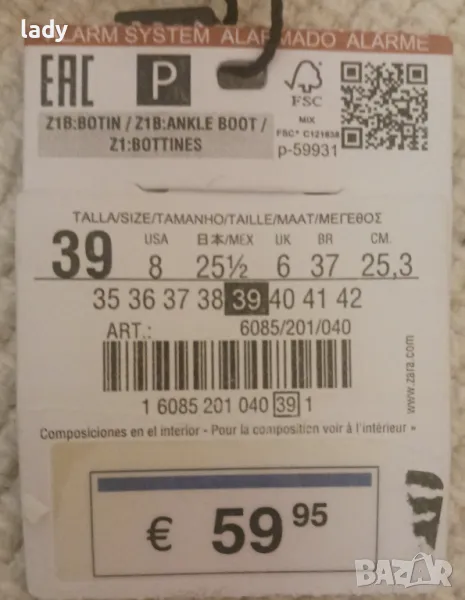 lady
ALARM SYSTEM ALARMADO ALARME
EAC P FSC
MIX
FSC® C121638
p-59931
Z1B:BOTIN / Z1B:ANKLE BOOT /
Z1:BOTTINES
TALLA/SIZE/TAMANHO/TAILLE/MAAT/ΜΕΓΕΘΟΣ
USA 日本/MEX UK BR CM.
39 8 25½ 6 37 25,3
35 36 37 38 39 40 41 42
ART.: 6085/201/040
1 6085 201 040 39 1
www.zara.com
Composiciones en el interior - Pour la composition voir à l'intérieur
€ 59 95
BAZAR